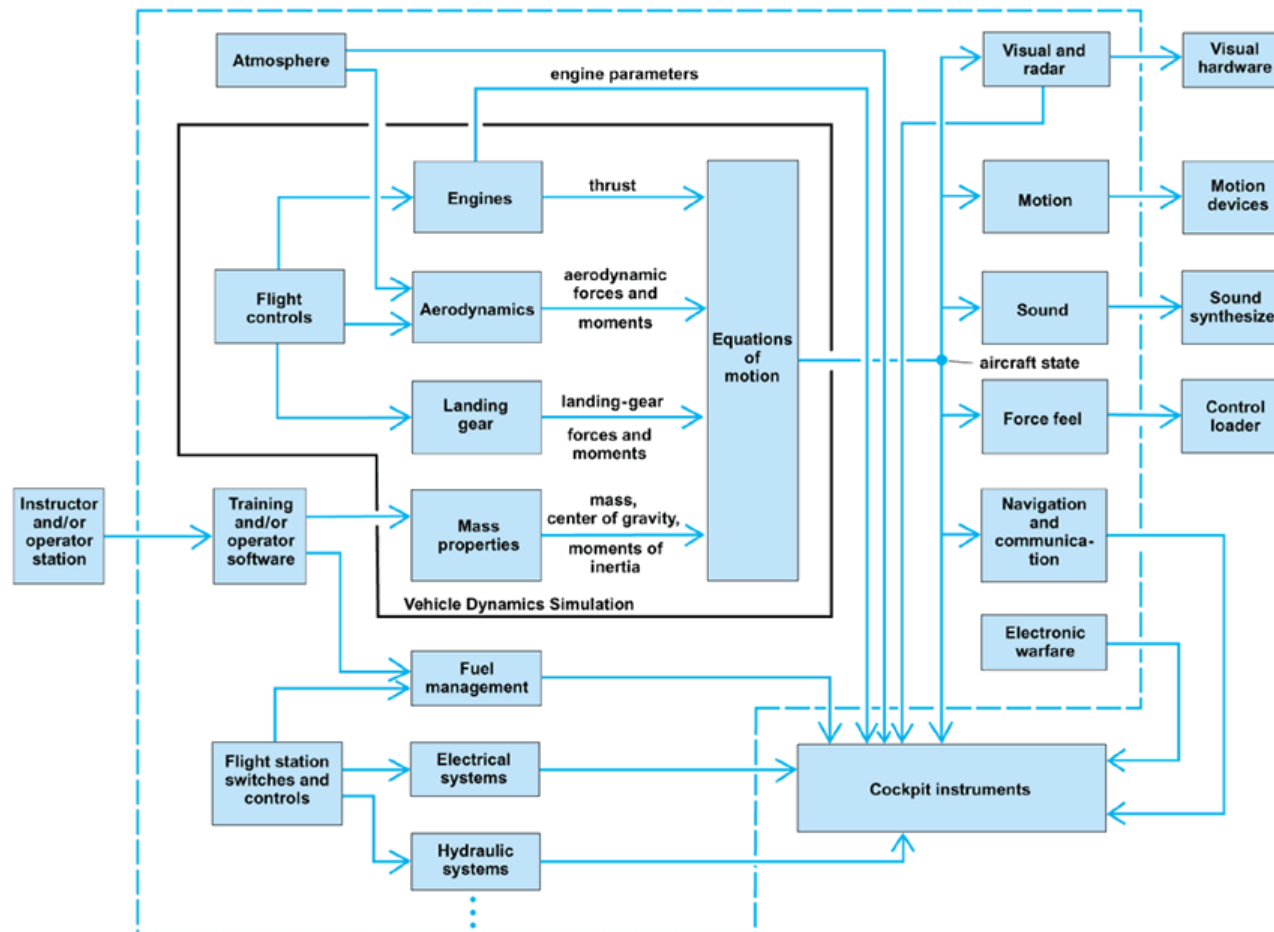 Atmosphere
engine parameters
Visual and
radar
Visual
hardware
Engines
thrust
Motion
Motion
devices
Flight
controls
Aerodynamics
aerodynamic
forces and
moments
Equations
of
motion
Sound
Sound
synthesize
aircraft state
Landing
gear
landing-gear
forces and
moments
Force feel
Control
loader
Instructor
and/or
operator
station
Training
and/or
operator
software
Mass
properties
mass,
center of gravity,
moments of
inertia
Navigation and
communica-
tion
Vehicle Dynamics Simulation
Electronic
warfare
Fuel
management
Flight station
switches and
controls
Electrical
systems
Cockpit instruments
Hydraulic
systems